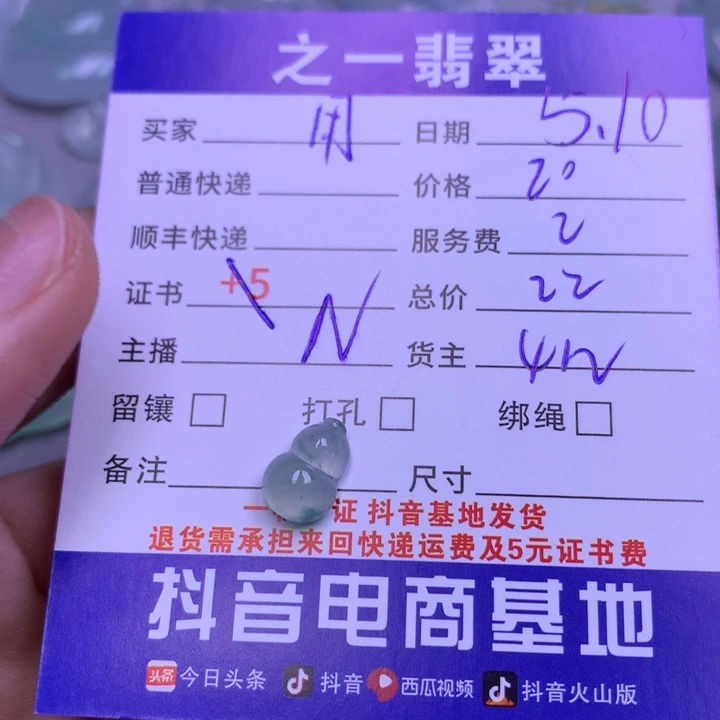 之一翡翠
买家 日期 5.10
普通快递 价格 20
顺丰快递 服务费 2
证书 +5 总价 22
主播 N 货主
留镶 打孔 绑绳
备注 尺寸
一 证 抖音基地发货
退货需承担来回快递运费及5元证书费
抖音电商基地
头条 今日头条 抖音 西瓜视频 抖音火山版